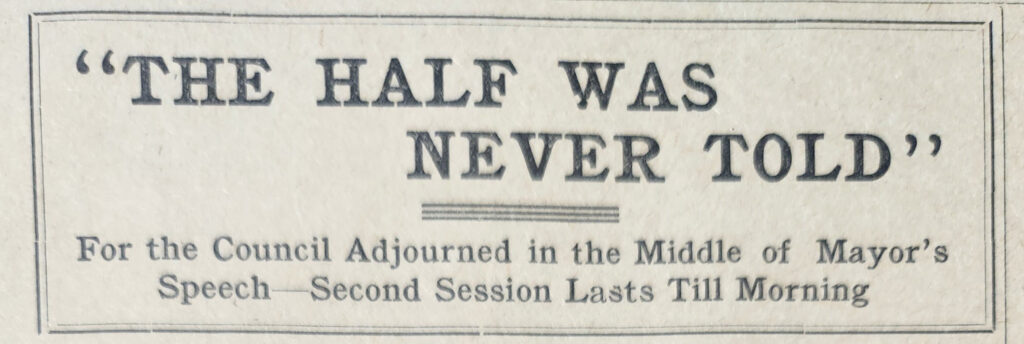 “THE HALF WAS
NEVER TOLD”
For the Council Adjourned in the Middle of Mayor’s
Speech—Second Session Lasts Till Morning